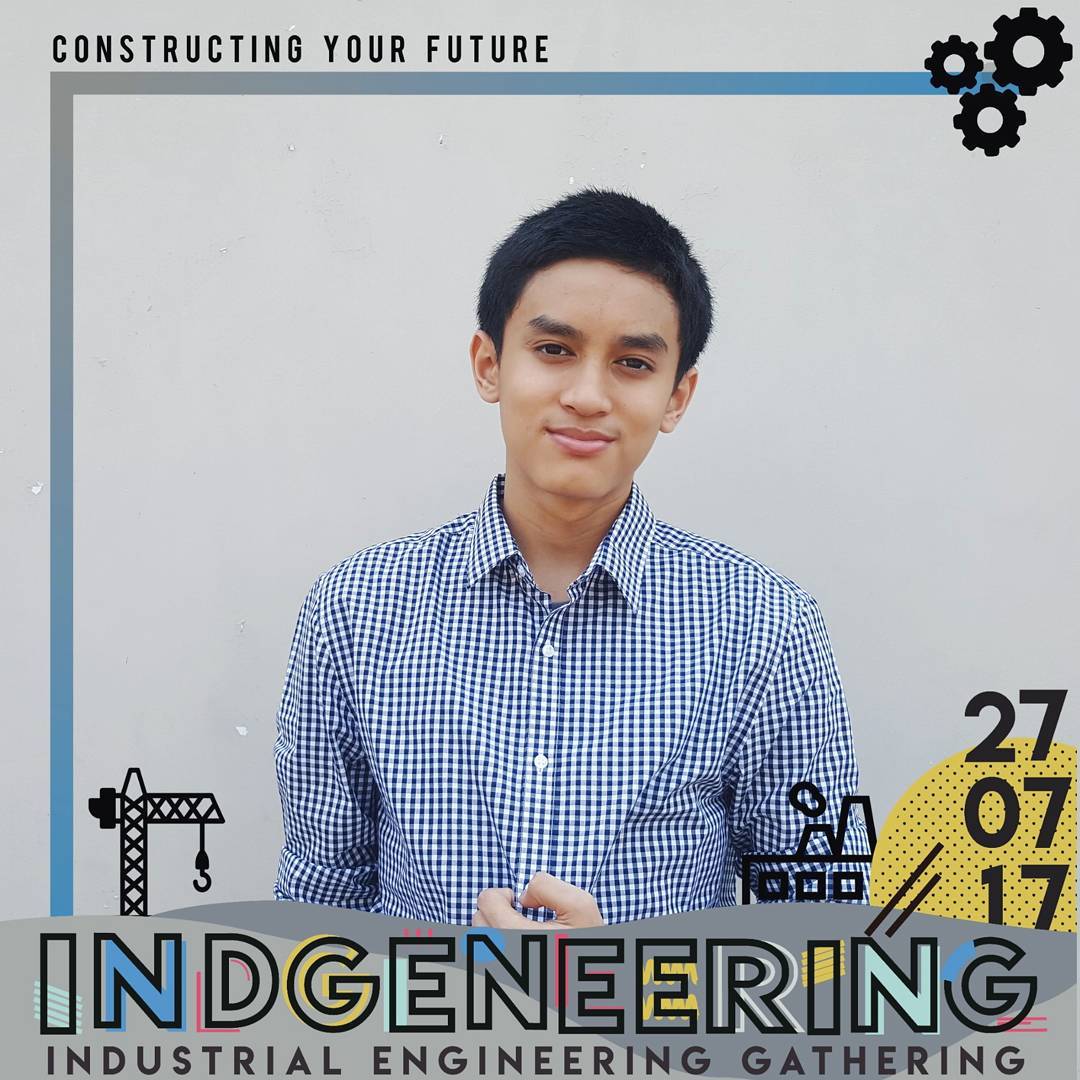 CONSTRUCTING YOUR FUTURE
27
07
17
INDGENEERING
INDUSTRIAL ENGINEERING GATHERING